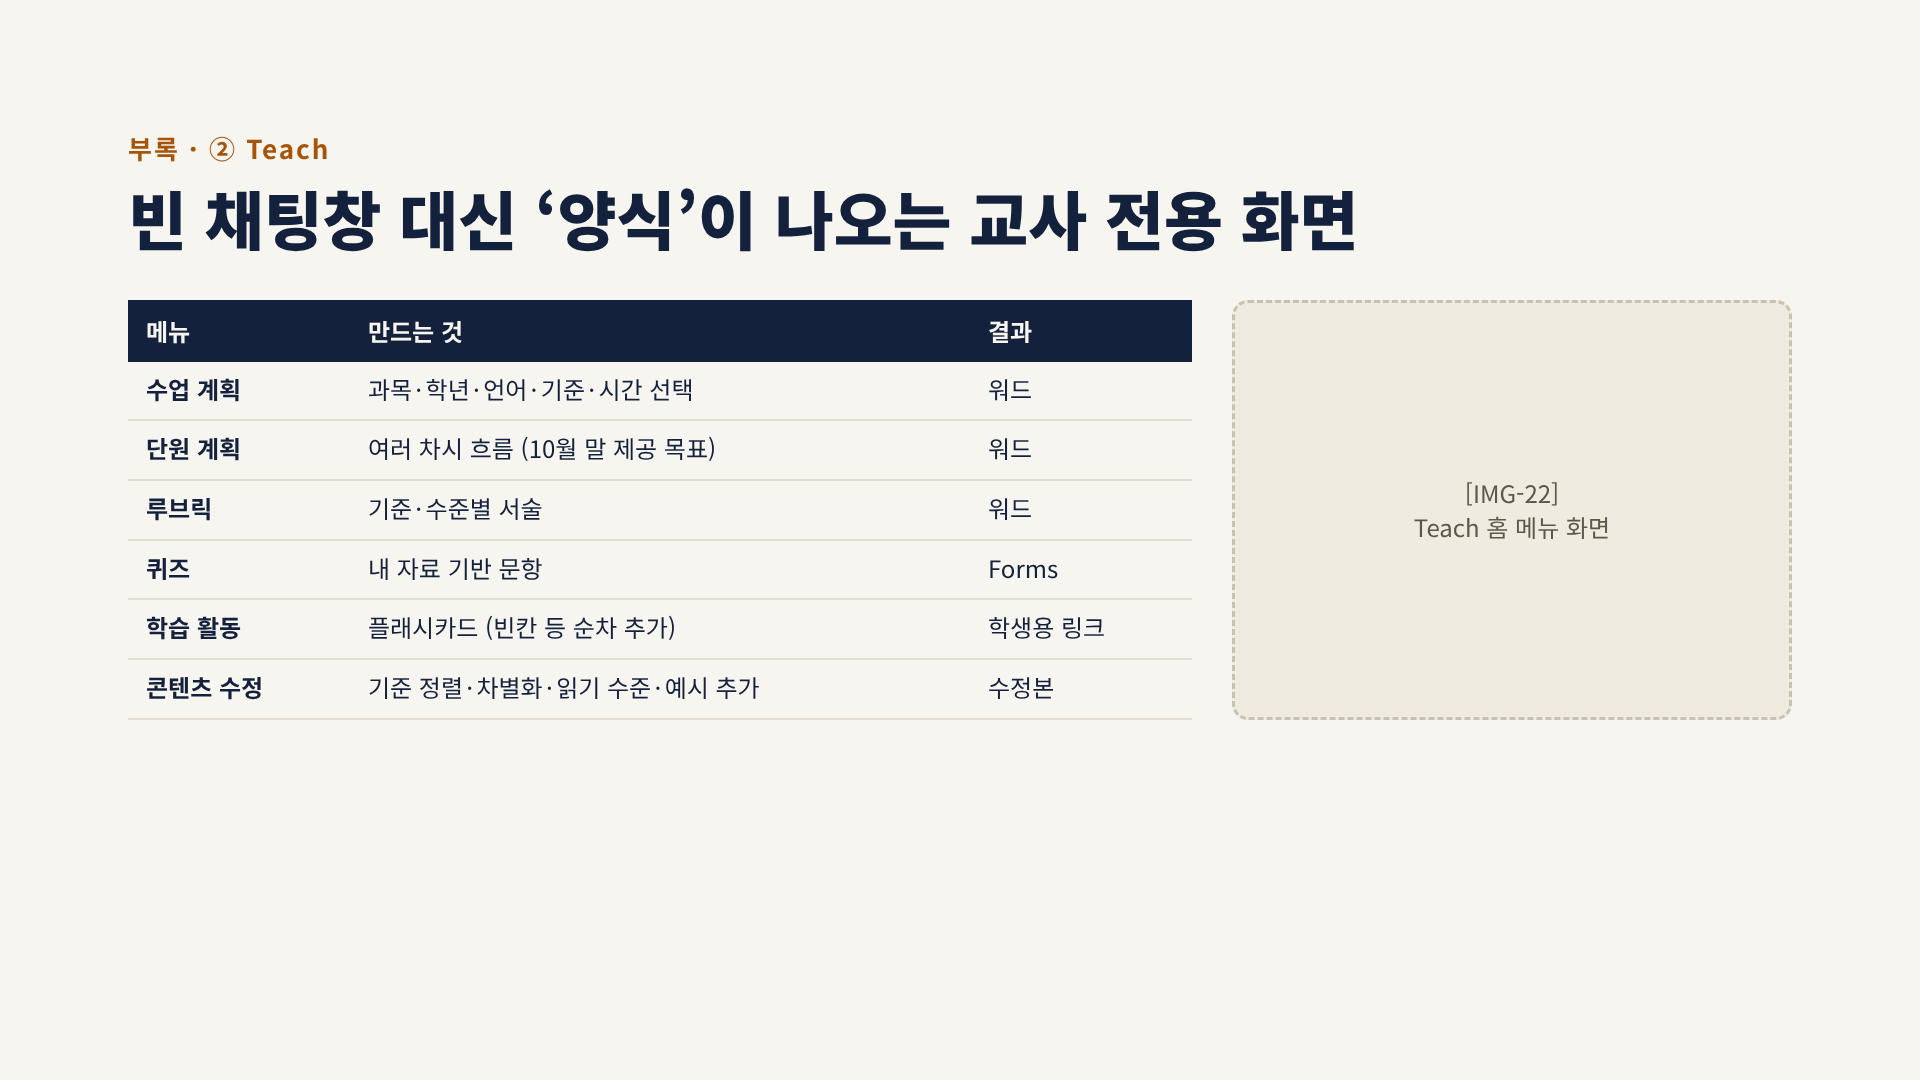 부록 · ② Teach
빈 채팅창 대신 ‘양식’이 나오는 교사 전용 화면
메뉴 만드는 것 결과
수업 계획 과목·학년·언어·기준·시간 선택 워드
단원 계획 여러 차시 흐름 (10월 말 제공 목표) 워드
루브릭 기준·수준별 서술 워드
퀴즈 내 자료 기반 문항 Forms
학습 활동 플래시카드 (빈칸 등 순차 추가) 학생용 링크
콘텐츠 수정 기준 정렬·차별화·읽기 수준·예시 추가 수정본
[IMG-22]
Teach 홈 메뉴 화면